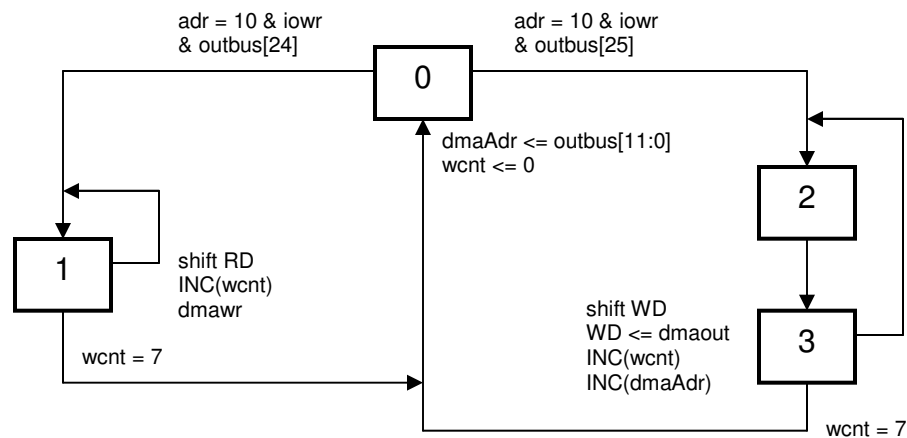 adr = 10 & iowr
& outbus[24]
adr = 10 & iowr
& outbus[25]
0
dmaAdr <= outbus[11:0]
wcnt <= 0
2
1
shift RD
INC(wcnt)
dmawr
shift WD
WD <= dmaout
INC(wcnt)
INC(dmaAdr)
3
wcnt = 7
wcnt = 7